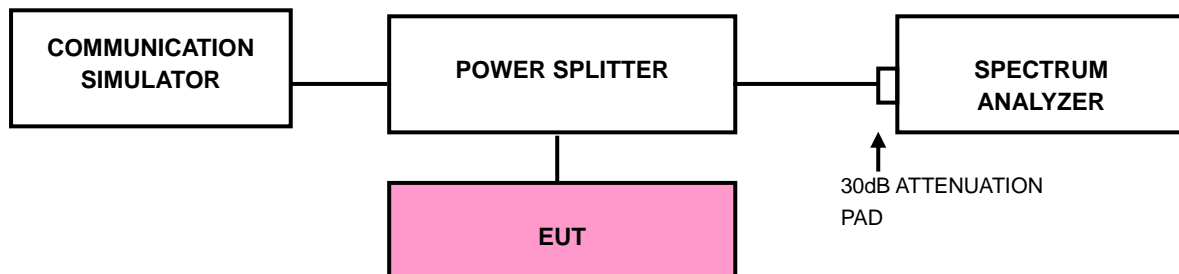 COMMUNICATION
SIMULATOR
POWER SPLITTER
SPECTRUM
ANALYZER
30dB ATTENUATION
PAD
EUT